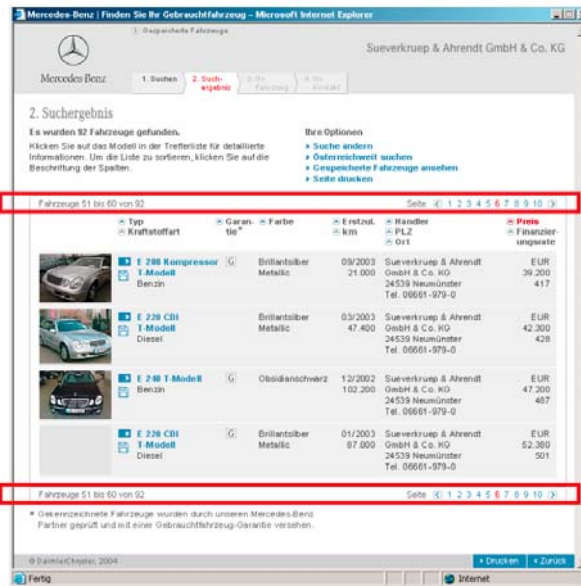 Mercedes-Benz | Finden Sie Ihr Gebrauchtfahrzeug – Microsoft Internet Explorer
Gespeicherte Fahrzeuge
Sueverkruep & Ahrendt GmbH & Co. KG
Mercedes Benz
1. Suchen 2. Such-ergebnis 3. Ihr Fahrzeug 4. Ihr Kontakt
2. Suchergebnis
Es wurden 92 Fahrzeuge gefunden.
Klicken Sie auf das Modell in der Trefferliste für detaillierte
Informationen. Um die Liste zu sortieren, klicken Sie auf die
Beschriftung der Spalten.
Ihre Optionen
Suche ändern
Österreichweit suchen
Gespeicherte Fahrzeuge ansehen
Seite drucken
Fahrzeuge 51 bis 60 von 92 Seite 1 2 3 4 5 6 7 8 9 10
Typ Garan- Farbe Erstzul. Händler Preis
Kraftstoffart tie* km PLZ Finanzier-
Ort ungsrate
E 200 Kompressor G Brillantsilber 09/2003 Sueverkruep & Ahrendt EUR
T-Modell Metallic 21.000 GmbH & Co. KG 39.200
Benzin 24539 Neumünster 417
Tel. 06661-979-0
E 220 CDI Brillantsilber 03/2003 Sueverkruep & Ahrendt EUR
T-Modell Metallic 47.400 GmbH & Co. KG 42.300
Diesel 24539 Neumünster 428
Tel. 06661-979-0
E 240 T-Modell G Obsidianschwarz 12/2002 Sueverkruep & Ahrendt EUR
Benzin 102.200 GmbH & Co. KG 47.200
24539 Neumünster 487
Tel. 06661-979-0
E 220 CDI G Brillantsilber 01/2003 Sueverkruep & Ahrendt EUR
T-Modell Metallic 87.000 GmbH & Co. KG 52.380
Diesel 24539 Neumünster 501
Tel. 06661-979-0
Fahrzeuge 51 bis 60 von 92 Seite 1 2 3 4 5 6 7 8 9 10
* Gekennzeichnete Fahrzeuge wurden durch unseren Mercedes-Benz
Partner geprüft und mit einer Gebrauchtfahrzeug-Garantie versehen.
© DaimlerChrysler, 2004 Drucken Zurück
Fertig Internet